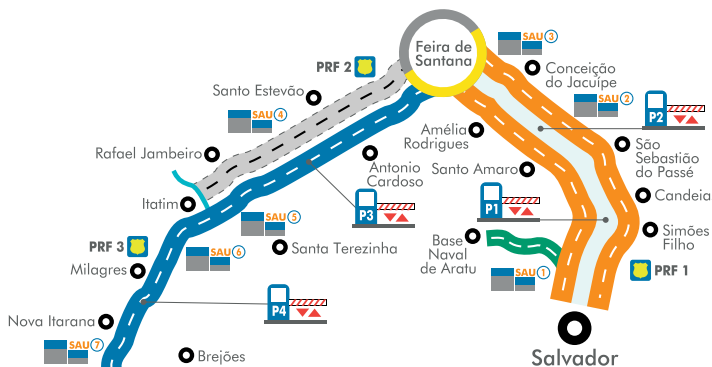 SAU 3
Feira de
Santana
PRF 2
Conceição
do Jacuípe
Santo Estevão
SAU 2
P2
SAU 4
Amélia
Rodrigues
São
Sebastião
do Passé
Rafael Jambeiro
Antonio
Cardoso
Santo Amaro
Candeia
Itatim
P3
P1
SAU 5
Simões
Filho
PRF 3
Santa Terezinha
Base
Naval
de Aratu
SAU 6
Milagres
SAU 1
PRF 1
P4
Nova Itarana
SAU 7
Brejões
Salvador